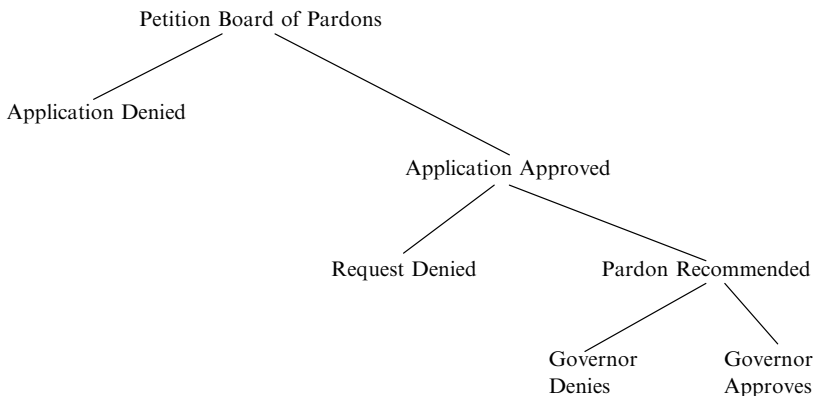 Petition Board of Pardons
Application Denied
Application Approved
Request Denied
Pardon Recommended
Governor
Denies
Governor
Approves